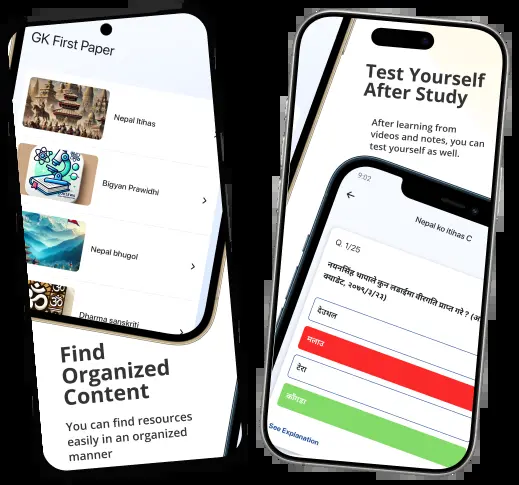 GK First Paper
Nepal Itihas
Bigyan Prawidhi
Nepal bhugol
Dharma sanskriti
Find
Organized
Content
You can find resources
easily in an organized
manner
Test Yourself
After Study
After learning from
videos and notes, you can
test yourself as well.
9:02
Nepal ko Itihas C
Q. 1/25
नयनसिंह थापाले कुन लडाईमा वीरगति प्राप्त गरे ? (अ
क्याडेट, २०७९/३/२३)
देउथल
मलाउ
टेरा
काँगडा
See Explanation